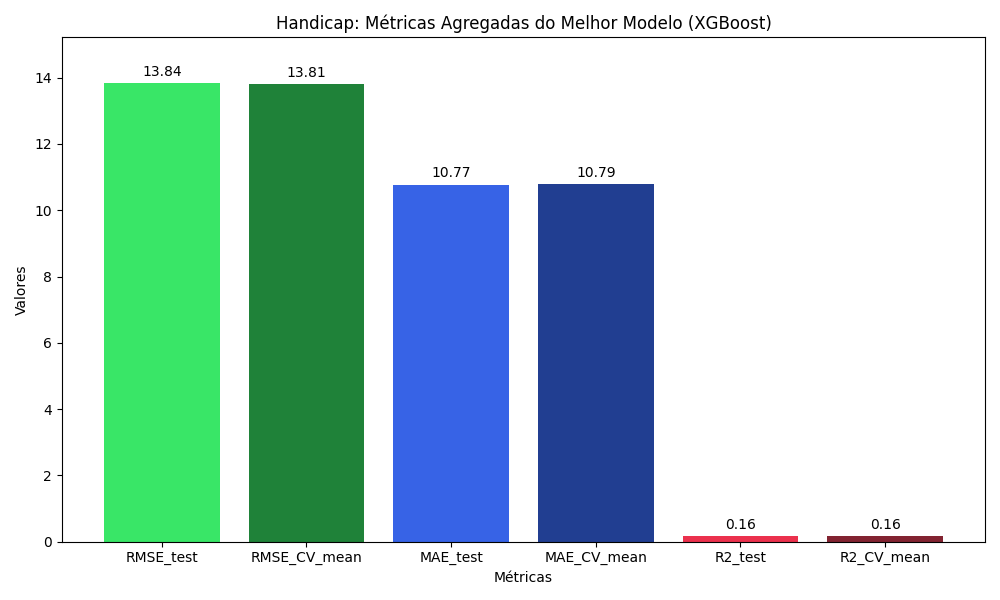 Handicap: Métricas Agregadas do Melhor Modelo (XGBoost)
Valores
14
12
10
8
6
4
2
0
13.84
13.81
10.77
10.79
0.16
0.16
RMSE_test
RMSE_CV_mean
MAE_test
MAE_CV_mean
R2_test
R2_CV_mean
Métricas